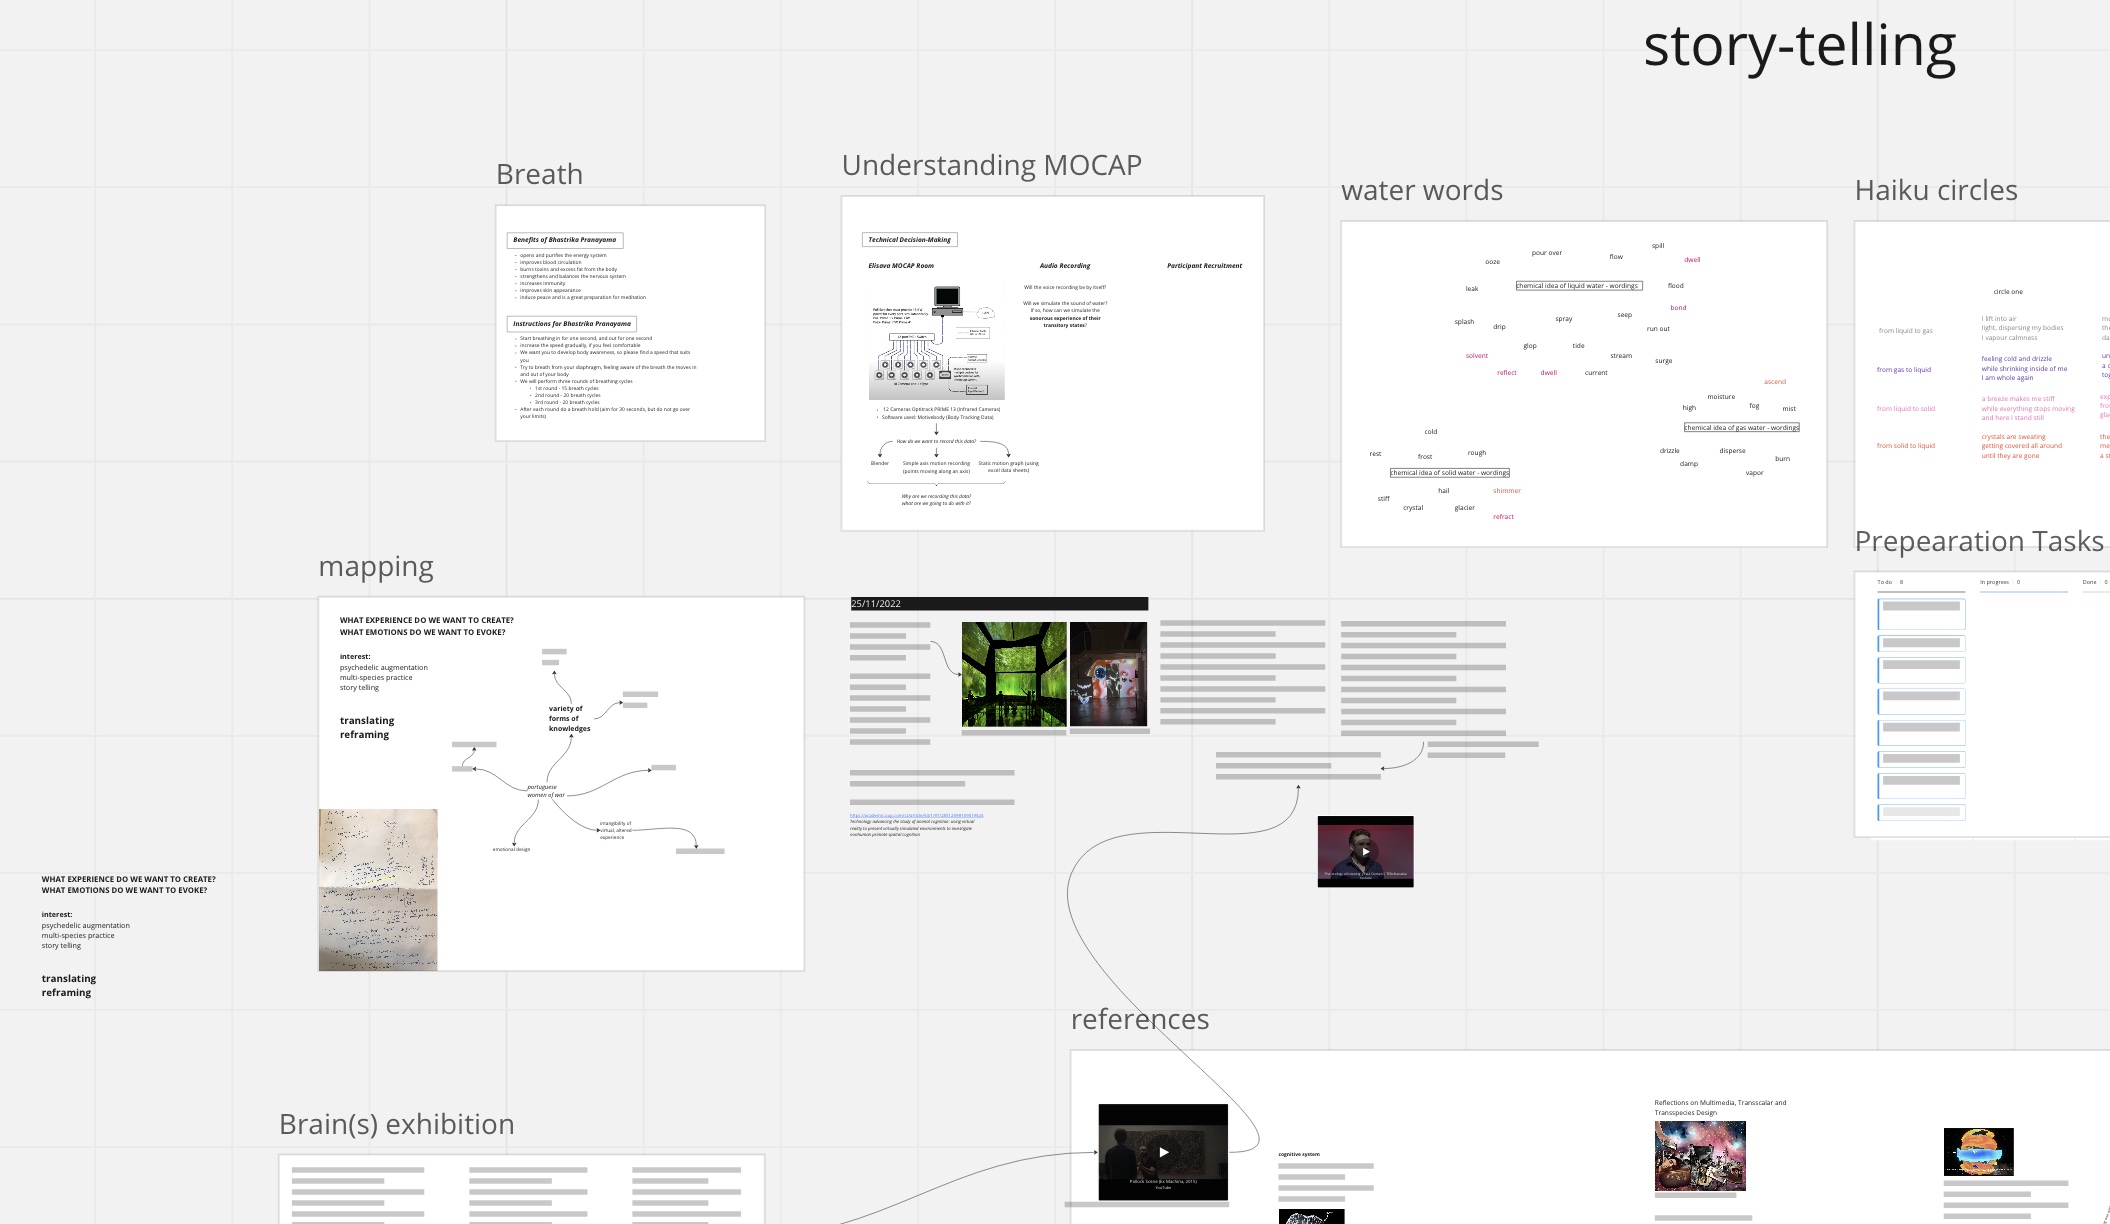 story-telling
Breath
Benefits of Bhastrika Pranayama
opens and purifies the energy system
improves blood circulation
burns toxins and excess fat from the body
strengthens and balances the nervous system
increases immunity
improves skin appearance
induce peace and is a great preparation for meditation
Instructions for Bhastrika Pranayama
Start breathing in for one second, and out for one second
increase the speed gradually, if you feel comfortable
We want you to develop body awareness, so please find a speed that suits
you
Try to breath from your diaphragm, feeling aware of the breath the moves in
and out of your body
We will perform three rounds of breathing cycles
1st round - 15 breath cycles
2nd round - 20 breath cycles
3rd round - 20 breath cycles
After each round do a breath hold (aim for 30 seconds, but do not go over
your limits)
Understanding MOCAP
Technical Decision-Making
Elisava MOCAP Room
Audio Recording
Participant Recruitment
Will the voice recording be by itself?
Will we simulate the sound of water?
If so, how can we simulate the
sonorous experience of their
transitory states?
12 Cameras Optitrack PRIME 13 (Infrared Cameras)
Software used: Motivebody (Body Tracking Data)
How do we want to record this data?
Blender
Simple axis motion recording
(points moving along an axis)
Static motion graph (using
excel data sheets)
Why are we recording this data?
what are we going to do with it?
water words
spill
pour over
flow
ooze
dwell
chemical idea of liquid water - wordings
leak
flood
bond
splash
drip
spray
seep
run out
glop
tide
solvent
stream
surge
reflect
dwell
current
ascend
moisture
high
fog
mist
chemical idea of gas water - wordings
cold
rest
frost
rough
drizzle
disperse
damp
burn
vapor
chemical idea of solid water - wordings
hail
shimmer
stiff
crystal
glacier
refract
Haiku circles
circle one
from liquid to gas
I lift into air
light, dispersing my bodies
I vapour calmness
from gas to liquid
feeling cold and drizzle
while shrinking inside of me
I am whole again
from liquid to solid
a breeze makes me stiff
while everything stops moving
and here I stand still
from solid to liquid
crystals are sweating
getting covered all around
until they are gone
Prepearation Tasks
To do 8
In progress 0
Done 0
mapping
WHAT EXPERIENCE DO WE WANT TO CREATE?
WHAT EMOTIONS DO WE WANT TO EVOKE?
interest:
psychedelic augmentation
multi-species practice
story telling
translating
reframing
variety of
forms of
knowledges
portuguese
women of war
intangibility of
virtual, altered
experience
emotional design
25/11/2022
Technology advancing the study of animal cognition: using virtual
reality to present virtually simulated environments to investigate
nonhuman primate spatial cognition
WHAT EXPERIENCE DO WE WANT TO CREATE?
WHAT EMOTIONS DO WE WANT TO EVOKE?
interest:
psychedelic augmentation
multi-species practice
story telling
translating
reframing
references
Pollock Scene (Ex Machina, 2015)
YouTube
cognitive system
Reflections on Multimedia, Transscalar and
Transspecies Design
Brain(s) exhibition